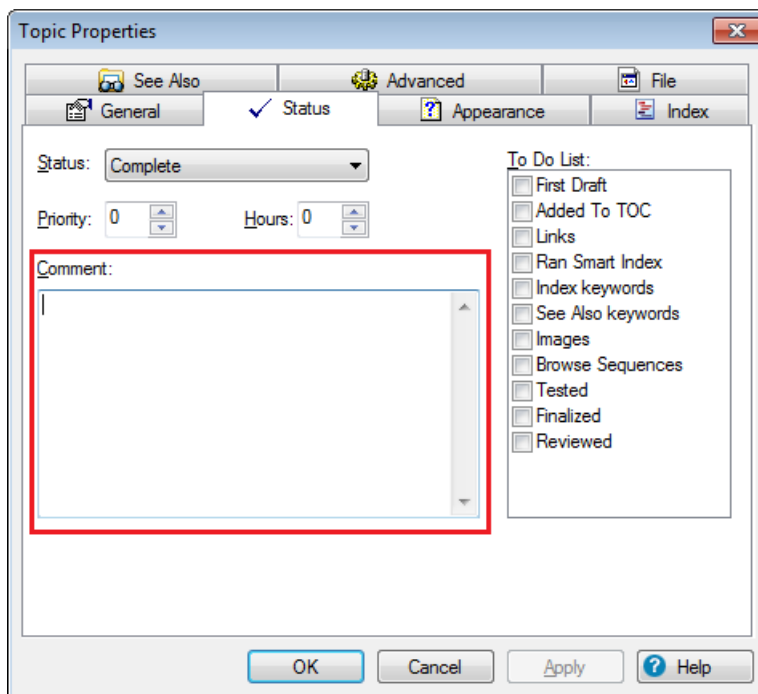 Topic Properties
See Also
Advanced
File
General
Status
Appearance
Index
Status: Complete
Priority: 0
Hours: 0
Comment:
To Do List:
First Draft
Added To TOC
Links
Ran Smart Index
Index keywords
See Also keywords
Images
Browse Sequences
Tested
Finalized
Reviewed
OK
Cancel
Apply
Help